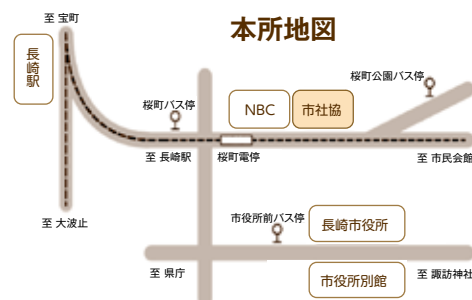 至 宝町
本所地図
長崎駅
桜町公園バス停
桜町バス停
NBC
市社協
至 長崎駅
桜町電停
至 市民会館
至 大波止
市役所前バス停
長崎市役所
至 県庁
市役所別館
至 諏訪神社